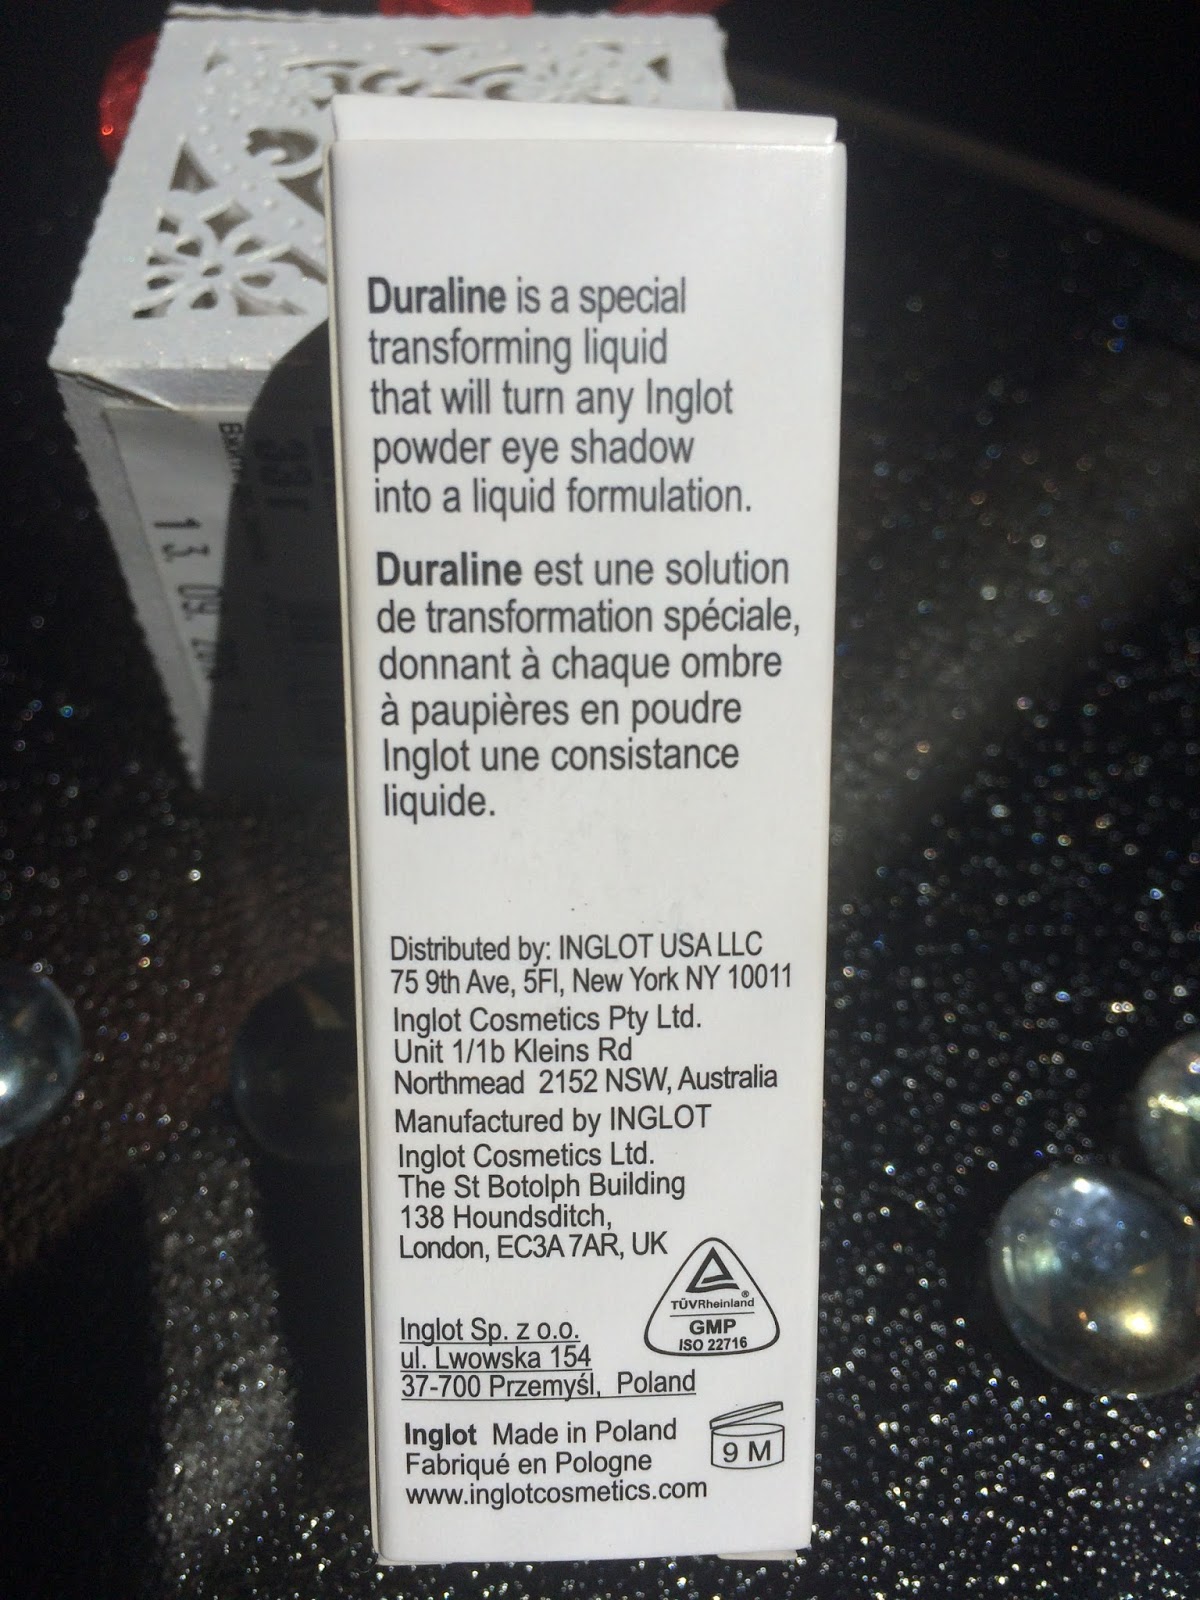 Duraline is a special
transforming liquid
that will turn any Inglot
powder eye shadow
into a liquid formulation.
Duraline est une solution
de transformation spéciale,
donnant à chaque ombre
à paupières en poudre
Inglot une consistance
liquide.
Distributed by: INGLOT USA LLC
75 9th Ave, 5Fl, New York NY 10011
Inglot Cosmetics Pty Ltd.
Unit 1/1b Kleins Rd
Northmead 2152 NSW, Australia
Manufactured by INGLOT
Inglot Cosmetics Ltd.
The St Botolph Building
138 Houndsditch,
London, EC3A 7AR, UK
TÜVRheinland®
GMP
ISO 22716
Inglot Sp. z o.o.
ul. Lwowska 154
37-700 Przemyśl, Poland
Inglot Made in Poland
Fabriqué en Pologne
www.inglotcosmetics.com
9 M
13 09